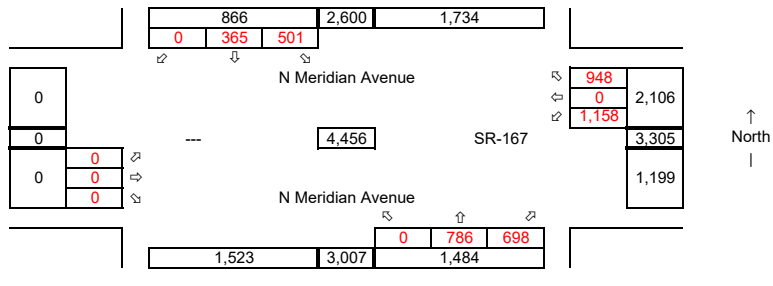 866 2,600 1,734
0 365 501
N Meridian Avenue
948
0 0 2,106
1,158
0 --- 4,456 SR-167 3,305 North
0
0 0 1,199
0
N Meridian Avenue
0 786 698
1,523 3,007 1,484